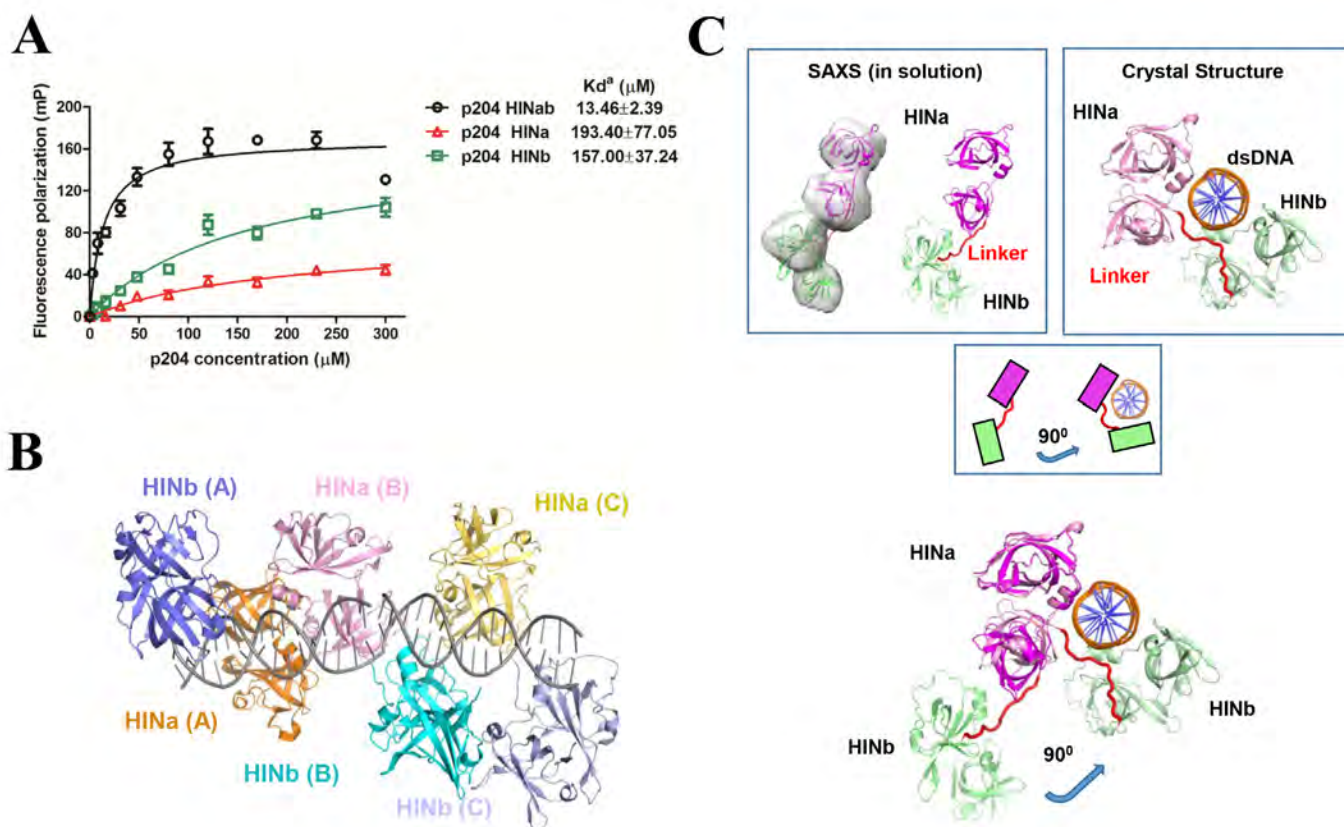 A
Fluorescence polarization (mP)
200
160
120
80
40
0
0 50 100 150 200 250 300
p204 concentration (μM)
Kdᵃ (μM)
p204 HINab 13.46±2.39
p204 HINa 193.40±77.05
p204 HINb 157.00±37.24
B
HINb (A)
HINa (B)
HINa (C)
HINa (A)
HINb (B)
HINb (C)
C
SAXS (in solution)
HINa
Linker
HINb
Crystal Structure
HINa
dsDNA
HINb
Linker
90⁰
HINa
HINb
HINb
90⁰